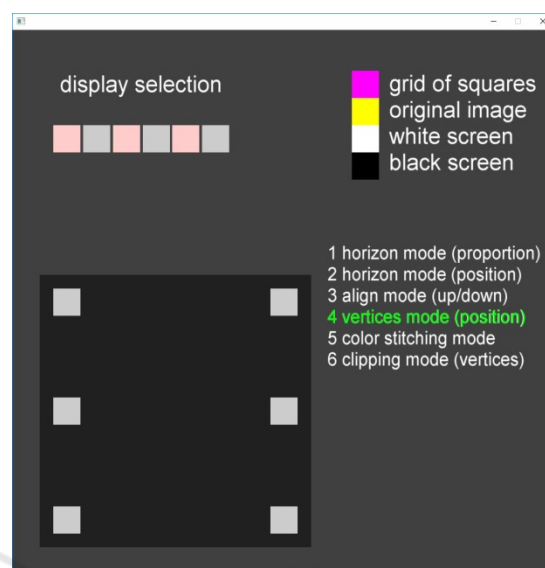 display selection
grid of squares
original image
white screen
black screen
1 horizon mode (proportion)
2 horizon mode (position)
3 align mode (up/down)
4 vertices mode (position)
5 color stitching mode
6 clipping mode (vertices)